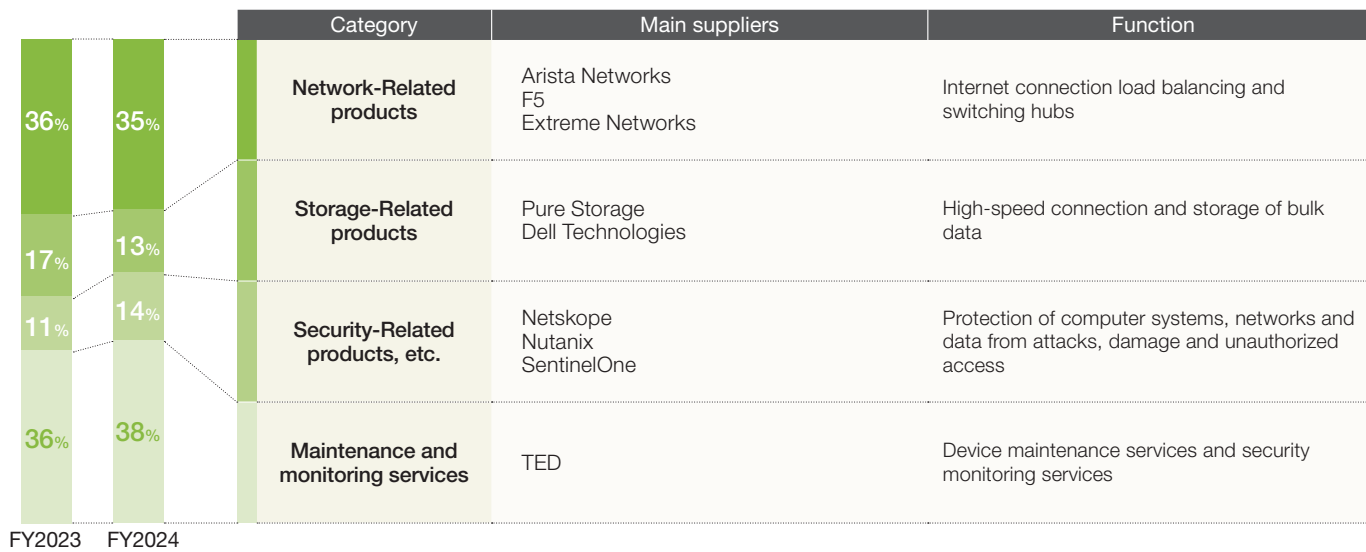 Category Main suppliers Function
36%
17%
11%
36%
FY2023
35%
13%
14%
38%
FY2024
Network-Related
products
Arista Networks
F5
Extreme Networks
Internet connection load balancing and
switching hubs
Storage-Related
products
Pure Storage
Dell Technologies
High-speed connection and storage of bulk
data
Security-Related
products, etc.
Netskope
Nutanix
SentinelOne
Protection of computer systems, networks and
data from attacks, damage and unauthorized
access
Maintenance and
monitoring services
TED
Device maintenance services and security
monitoring services